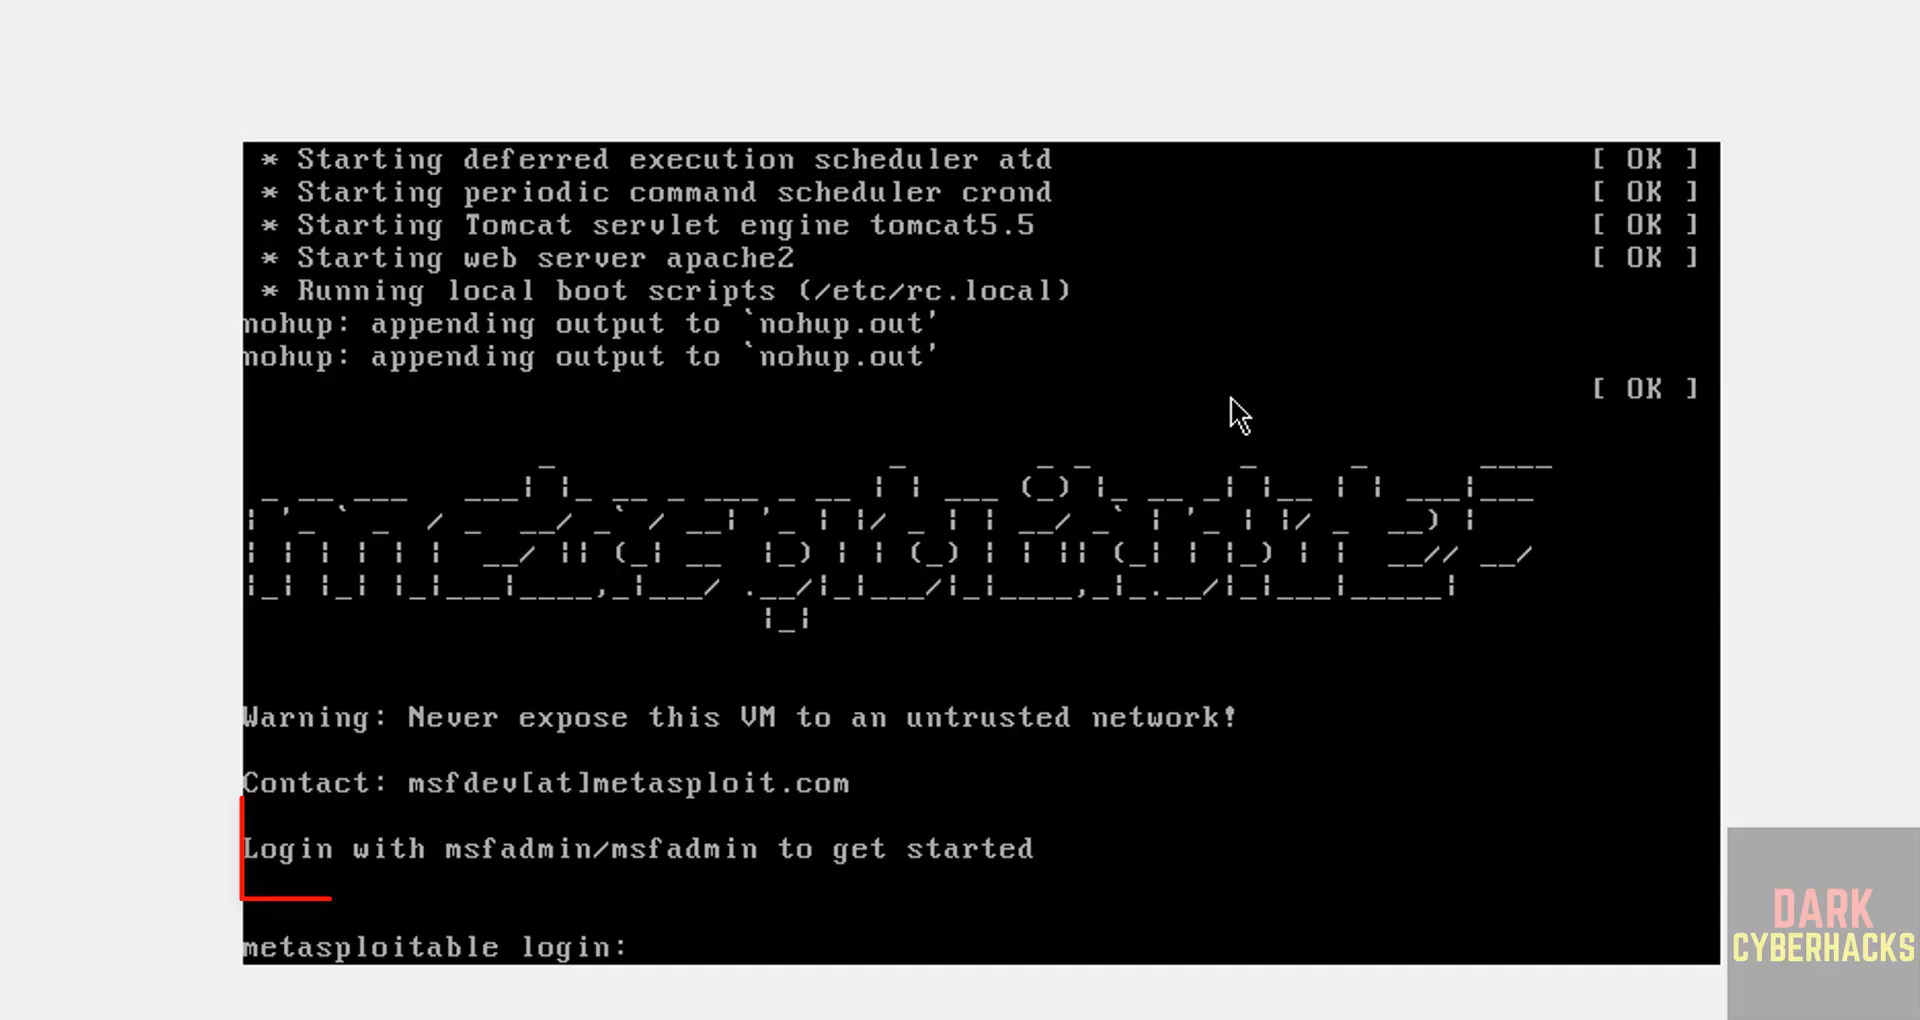 * Starting deferred execution scheduler atd [ OK ]
* Starting periodic command scheduler crond [ OK ]
* Starting Tomcat servlet engine tomcat5.5 [ OK ]
* Starting web server apache2 [ OK ]
* Running local boot scripts (/etc/rc.local)
nohup: appending output to `nohup.out'
nohup: appending output to `nohup.out'
[ OK ]
metasploitable2
Warning: Never expose this VM to an untrusted network!
Contact: msfdev[at]metasploit.com
Login with msfadmin/msfadmin to get started
metasploitable login:
DARK
CYBERHACKS